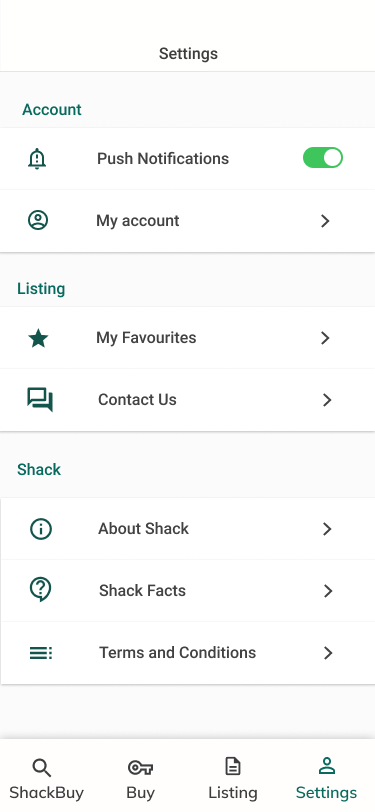 Settings
Account
Push Notifications
My account
Listing
My Favourites
Contact Us
Shack
About Shack
Shack Facts
Terms and Conditions
ShackBuy Buy Listing Settings